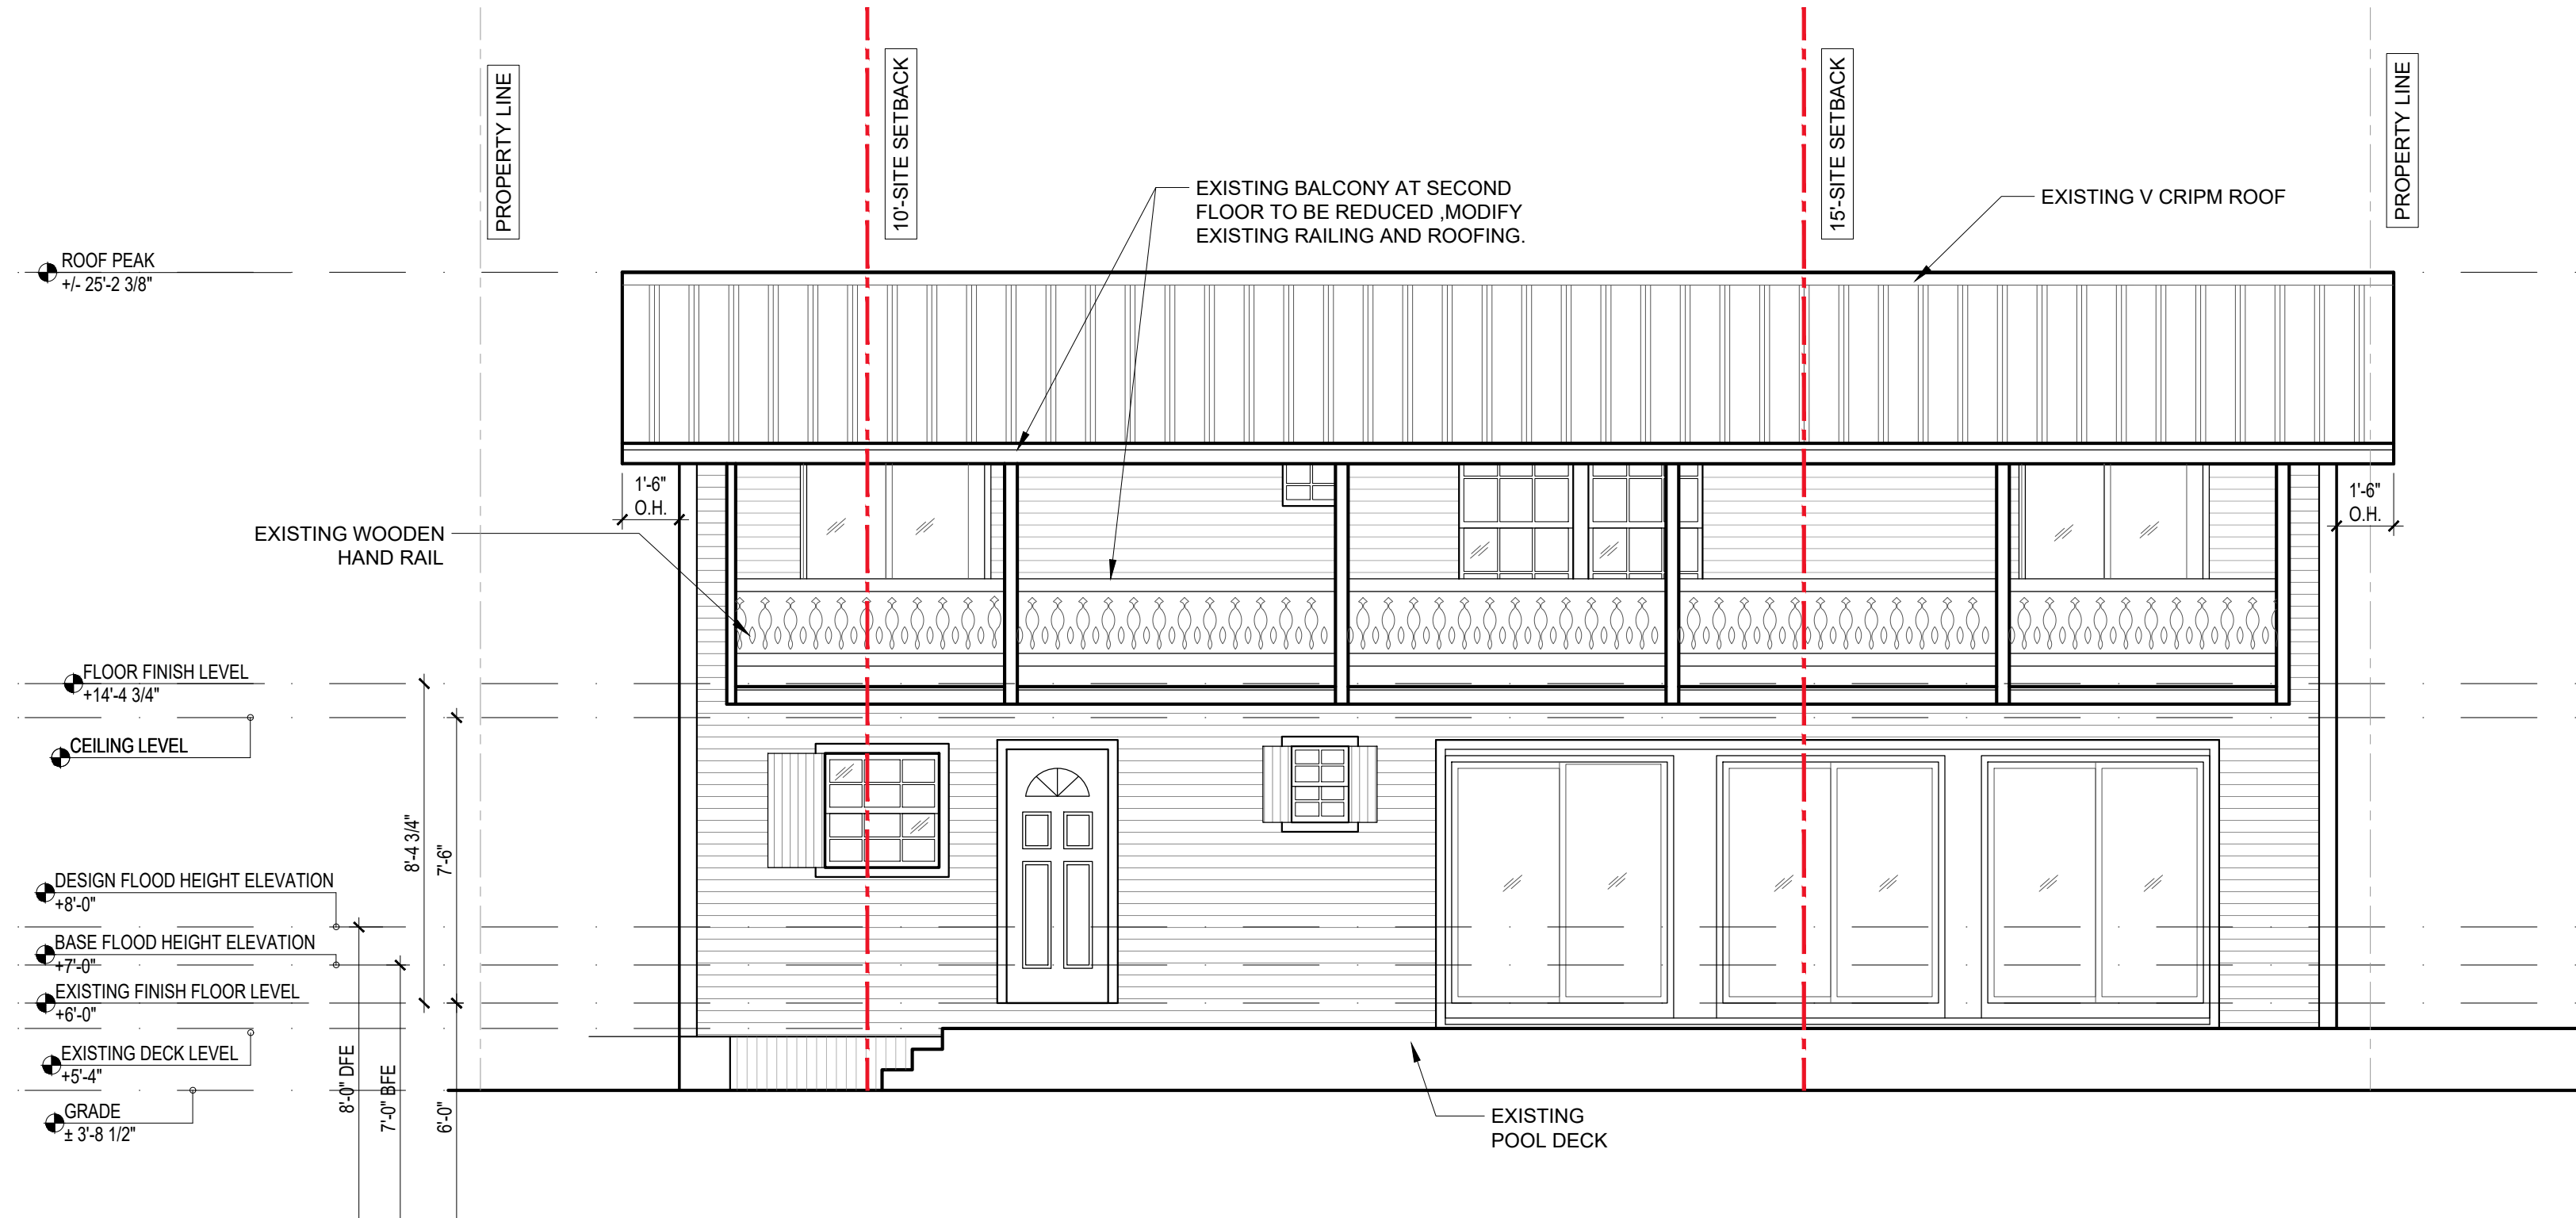 PROPERTY LINE
10'-SITE SETBACK
15'-SITE SETBACK
PROPERTY LINE
EXISTING BALCONY AT SECOND
FLOOR TO BE REDUCED ,MODIFY
EXISTING RAILING AND ROOFING.
EXISTING V CRIPM ROOF
ROOF PEAK
+/- 25'-2 3/8"
1'-6"
O.H.
1'-6"
O.H.
EXISTING WOODEN
HAND RAIL
FLOOR FINISH LEVEL
+14'-4 3/4"
CEILING LEVEL
8'-4 3/4"
7'-6"
DESIGN FLOOD HEIGHT ELEVATION
+8'-0"
BASE FLOOD HEIGHT ELEVATION
+7'-0"
EXISTING FINISH FLOOR LEVEL
+6'-0"
EXISTING DECK LEVEL
+5'-4"
GRADE
± 3'-8 1/2"
8'-0" DFE
7'-0" BFE
6'-0"
EXISTING
POOL DECK